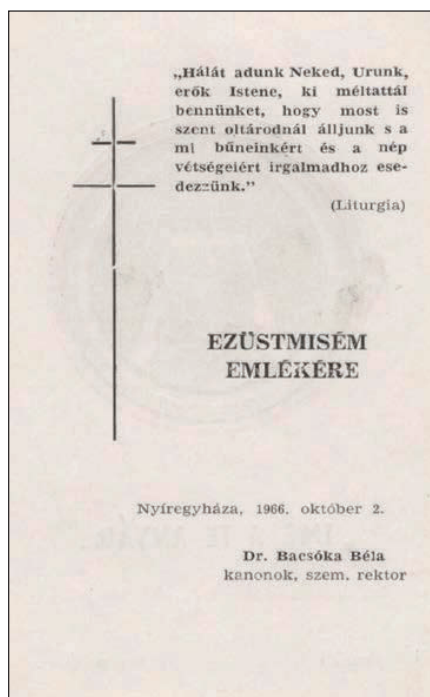 „Hálát adunk Neked, Urunk,
erők Istene, ki méltattál
bennünket, hogy most is
szent oltárodnál álljunk s a
mi bűneinkért és a nép
vétségeiért irgalmadhoz ese-
dezzünk.”
(Liturgia)
EZÜSTMISÉM
EMLÉKÉRE
Nyíregyháza, 1966. október 2.
Dr. Bacsóka Béla
kanonok, szem. rektor